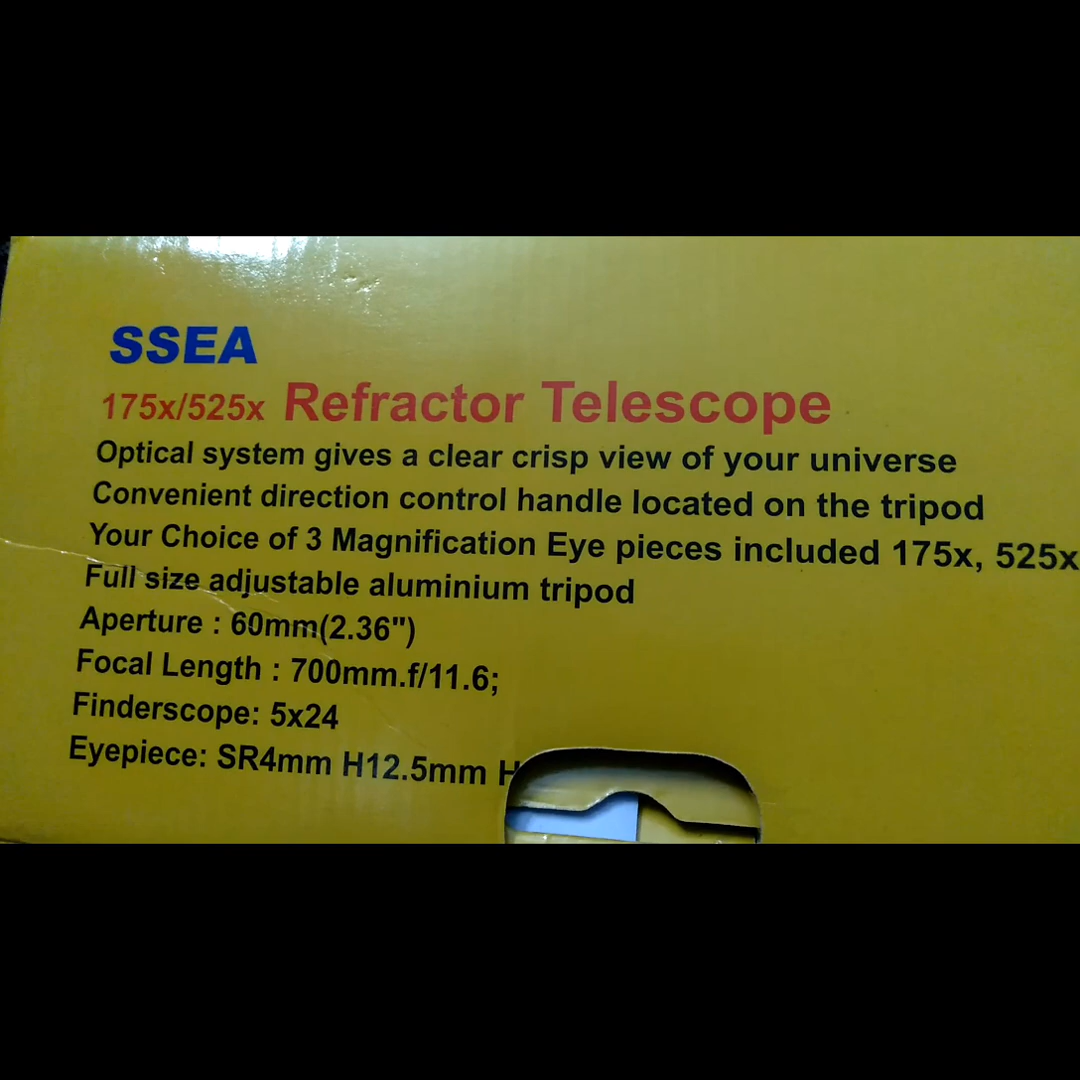 SSEA
175x/525x Refractor Telescope
Optical system gives a clear crisp view of your universe
Convenient direction control handle located on the tripod
Your Choice of 3 Magnification Eye pieces included 175x, 525x
Full size adjustable aluminium tripod
Aperture : 60mm(2.36")
Focal Length : 700mm.f/11.6;
Finderscope: 5x24
Eyepiece: SR4mm H12.5mm H